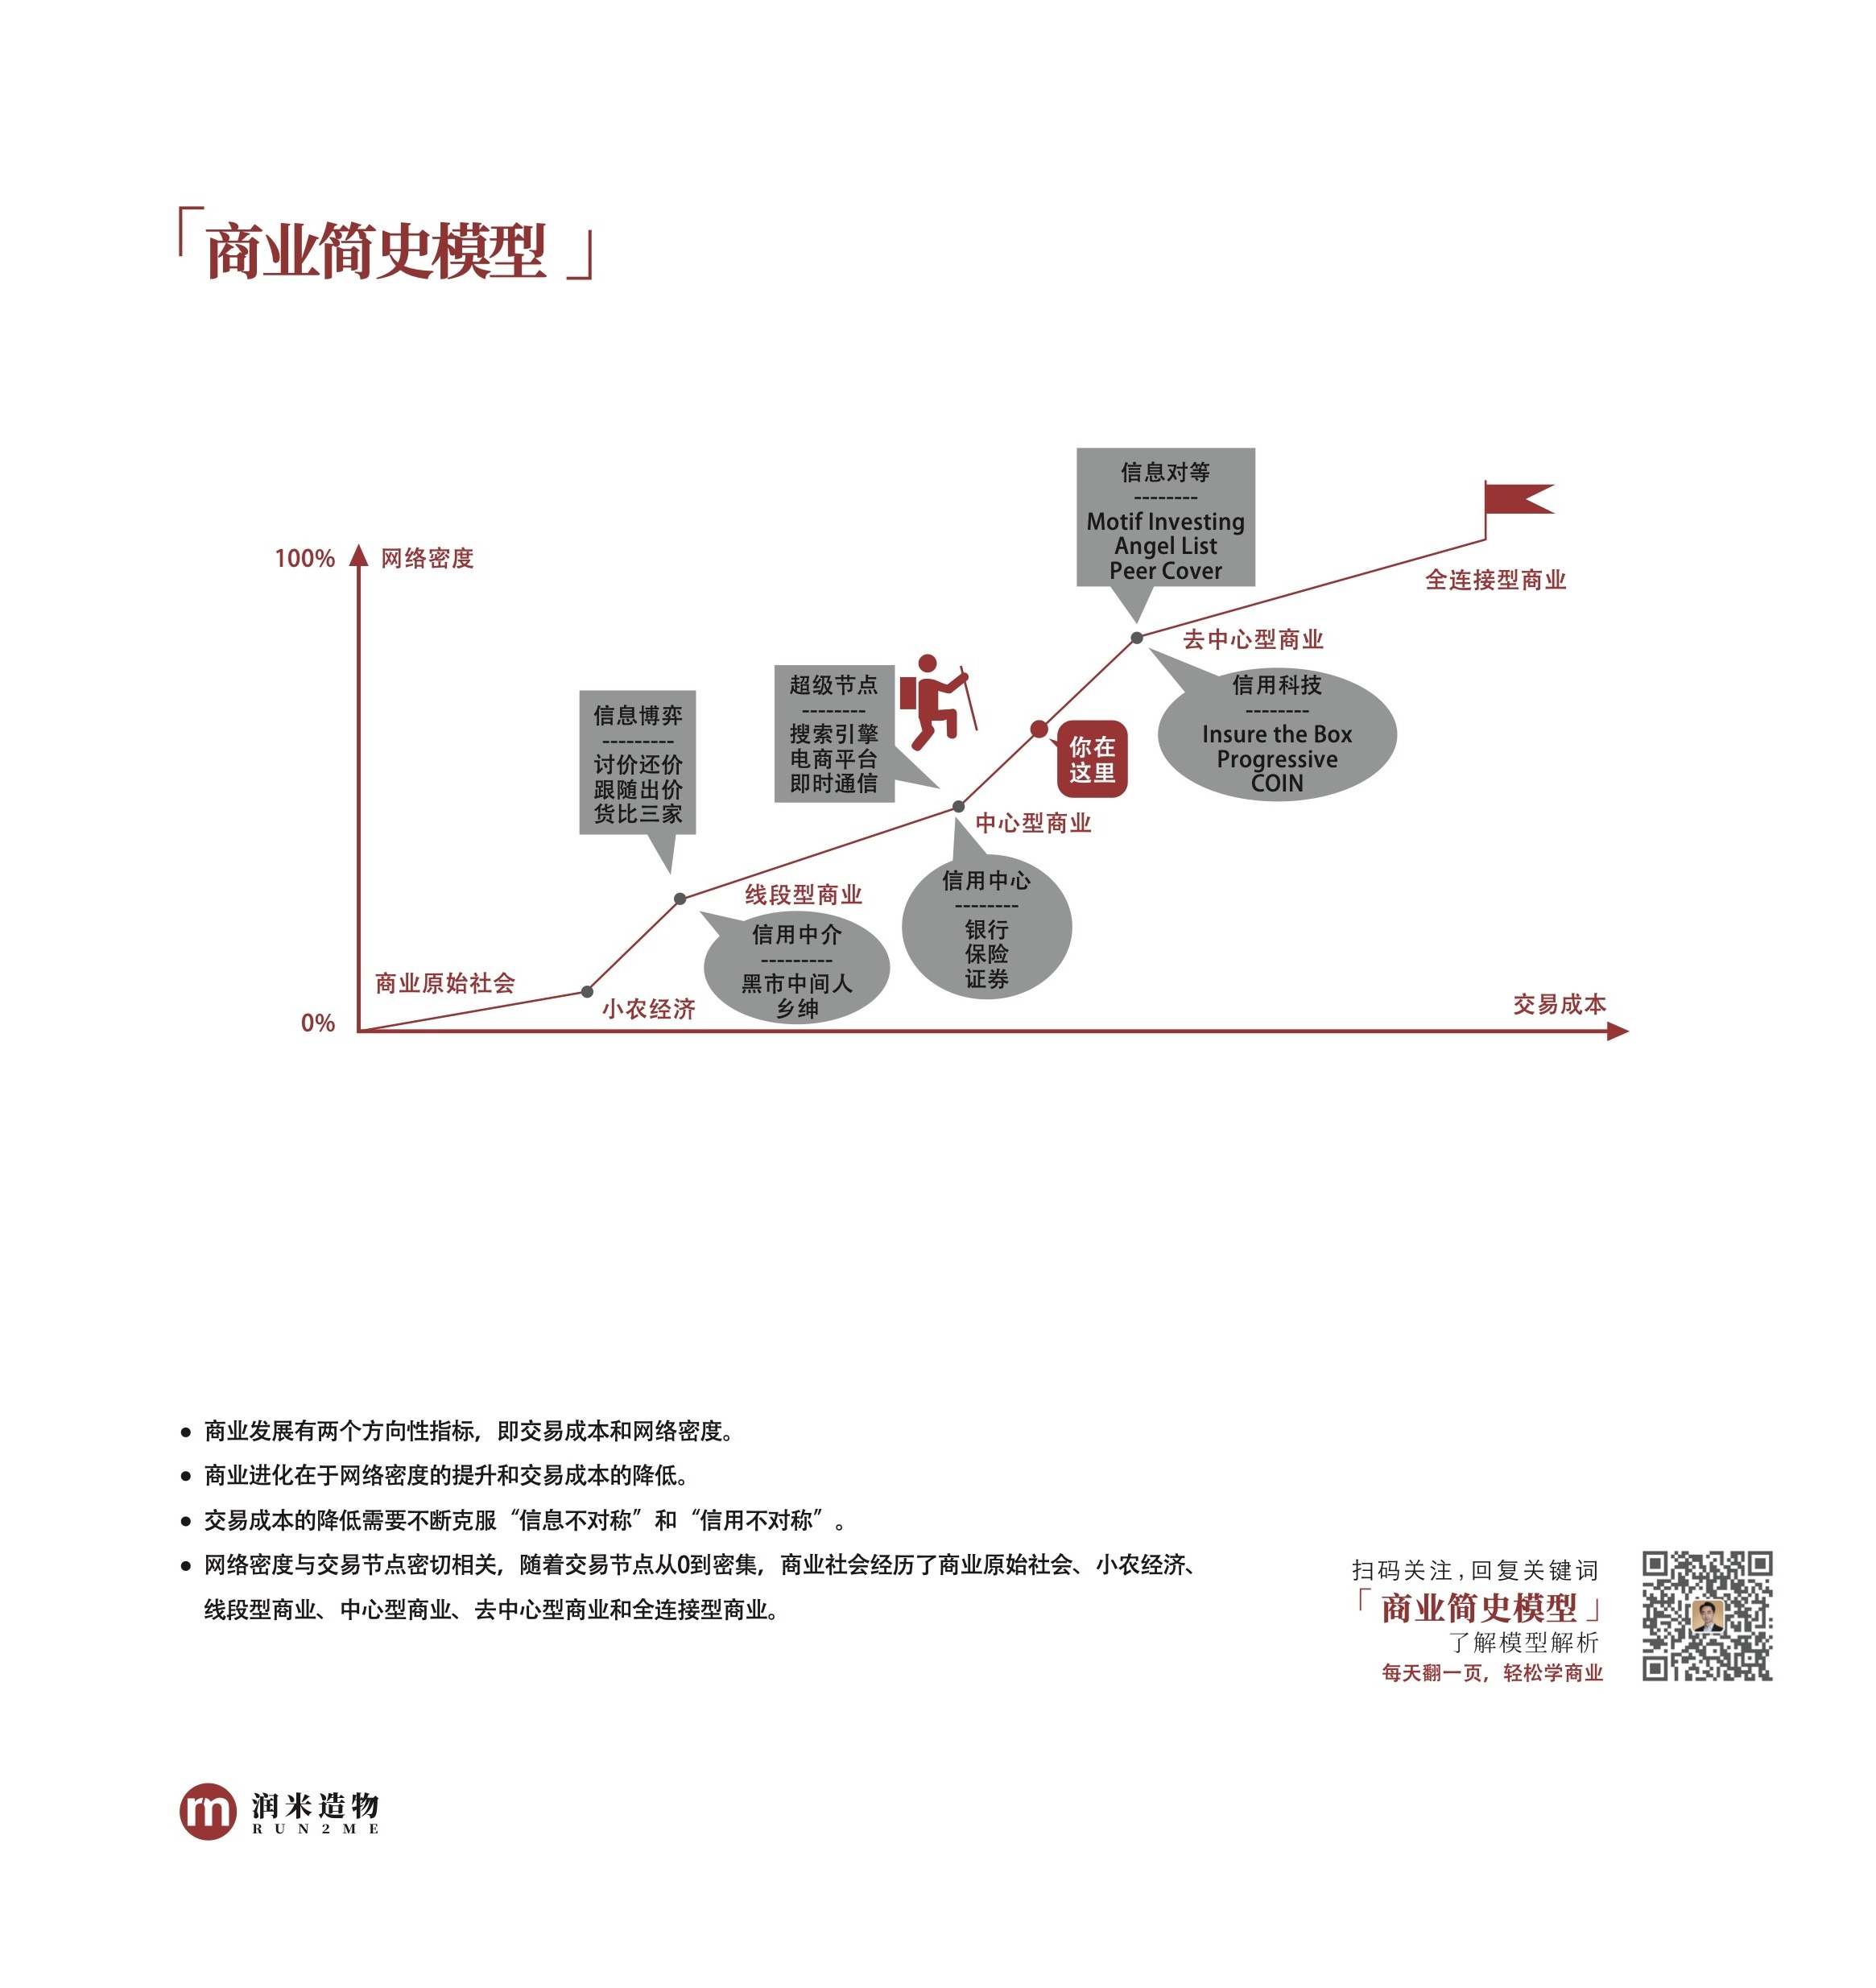 「商业简史模型」
信息对等
--------
Motif Investing
Angel List
Peer Cover
100%
网络密度
全连接型商业
去中心型商业
超级节点
--------
搜索引擎
电商平台
即时通信
信用科技
--------
Insure the Box
Progressive
COIN
信息博弈
---------
讨价还价
跟随出价
货比三家
你在
这里
中心型商业
线段型商业
信用中心
--------
银行
保险
证券
信用中介
---------
黑市中间人
乡绅
商业原始社会
小农经济
交易成本
0%
● 商业发展有两个方向性指标，即交易成本和网络密度。
● 商业进化在于网络密度的提升和交易成本的降低。
● 交易成本的降低需要不断克服“信息不对称”和“信用不对称”。
● 网络密度与交易节点密切相关，随着交易节点从0到密集，商业社会经历了商业原始社会、小农经济、
线段型商业、中心型商业、去中心型商业和全连接型商业。
扫码关注,回复关键词
「商业简史模型」
了解模型解析
每天翻一页，轻松学商业
m
润米造物
RUN2ME